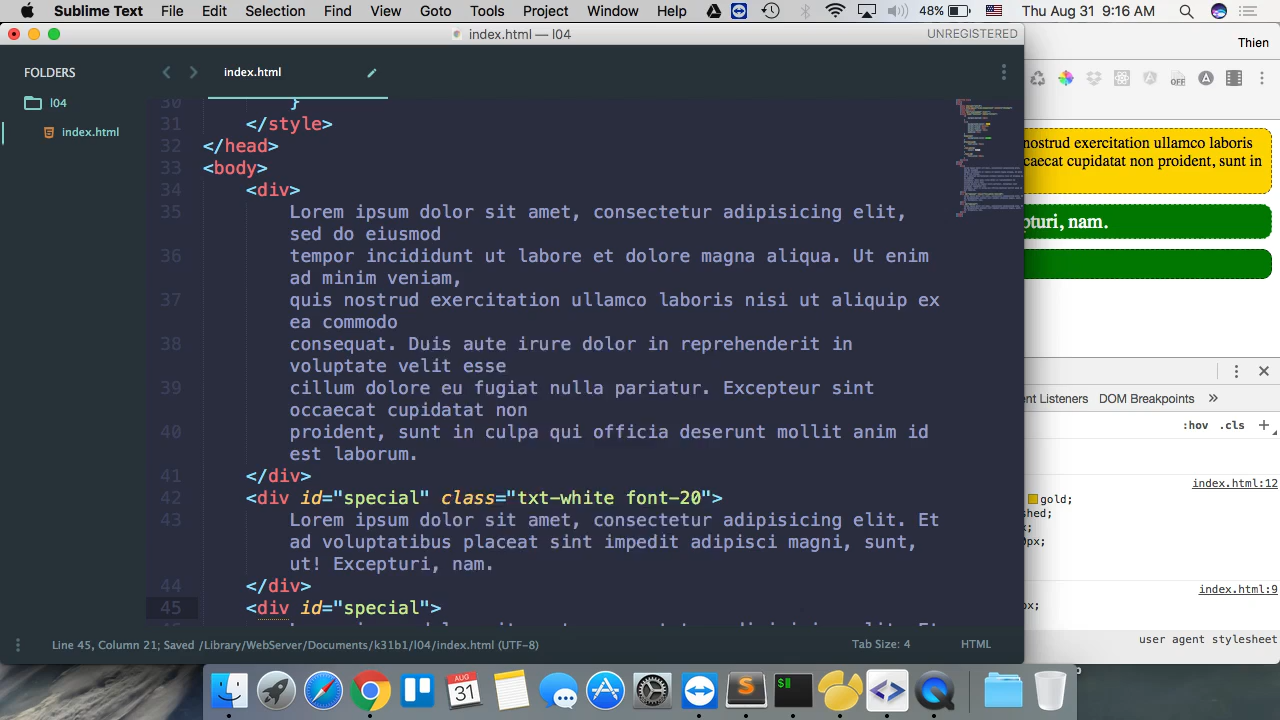 Sublime Text File Edit Selection Find View Goto Tools Project Window Help 48% Thu Aug 31 9:16 AM
index.html — l04 UNREGISTERED
Thien
FOLDERS
l04
index.html
index.html
30 }
31 </style>
32 </head>
33 <body>
34 <div>
35 Lorem ipsum dolor sit amet, consectetur adipisicing elit,
sed do eiusmod
36 tempor incididunt ut labore et dolore magna aliqua. Ut enim
ad minim veniam,
37 quis nostrud exercitation ullamco laboris nisi ut aliquip ex
ea commodo
38 consequat. Duis aute irure dolor in reprehenderit in
voluptate velit esse
39 cillum dolore eu fugiat nulla pariatur. Excepteur sint
occaecat cupidatat non
40 proident, sunt in culpa qui officia deserunt mollit anim id
est laborum.
41 </div>
42 <div id="special" class="txt-white font-20">
43 Lorem ipsum dolor sit amet, consectetur adipisicing elit. Et
ad voluptatibus placeat sint impedit adipisci magni, sunt,
ut! Excepturi, nam.
44 </div>
45 <div id="special">
OFF
nostrud exercitation ullamco laboris
caecat cupidatat non proident, sunt in
pturi, nam.
nt Listeners DOM Breakpoints »
:hov .cls +
index.html:12
gold;
shed;
x;
0px;
index.html:9
px;
user agent stylesheet
Line 45, Column 21; Saved /Library/WebServer/Documents/k31b1/l04/index.html (UTF-8) Tab Size: 4 HTML
AUG
31